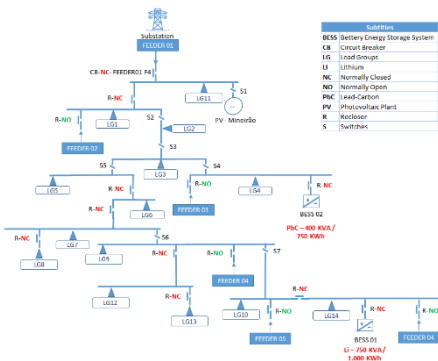 Substation
FEEDER 01
CB-NC- FEEDER01 F4
R-NC
LG11
S1
PV - Mineirão
R-NO
LG1
S2
LG2
FEEDER 02
S3
S5
LG3
S4
LG5
R-NC
R-NO
LG4
R-NC
LG6
FEEDER 03
BESS 02
PbC – 400 KVA /
750 KWh
R-NC
R-NC
LG7
S6
LG8
LG9
R-NC
R-NO
S7
FEEDER 04
LG12
R-NC
LG13
LG10
R-NO
FEEDER 05
R-NC
LG14
R-NC
BESS 01
Li – 750 KVA /
1.000 KWh
R-NO
FEEDER 04
Subtitles
BESS Bettery Energy Storage System
CB Circuit Breaker
LG Load Groups
LI Lithium
NC Normally Closed
NO Normally Open
PbC Lead-Carbon
PV Photovoltaic Plant
R Recloser
S Switches